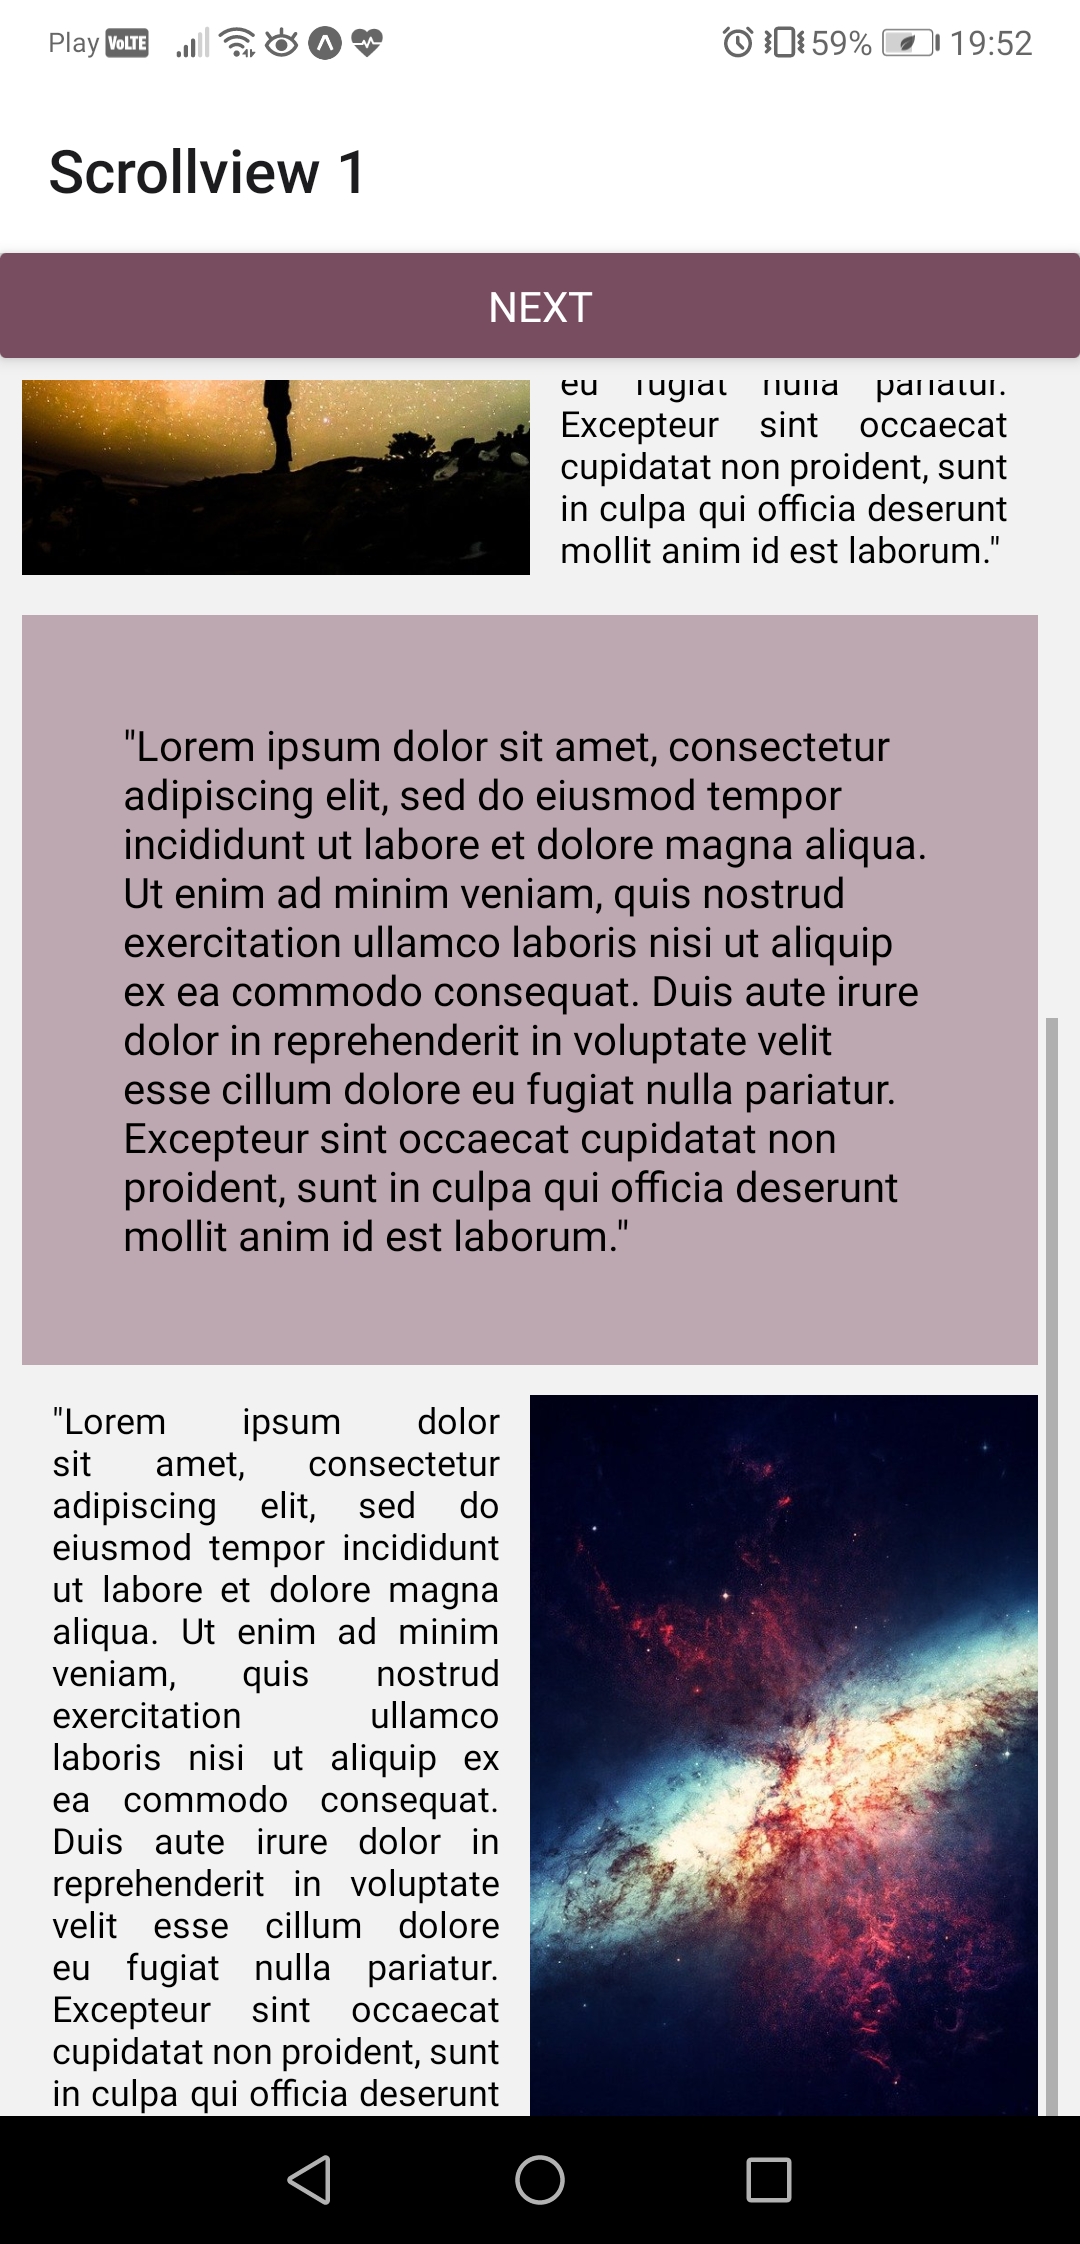 Play VoLTE 59% 19:52
Scrollview 1
NEXT
eu fugiat nulla pariatur.
Excepteur sint occaecat
cupidatat non proident, sunt
in culpa qui officia deserunt
mollit anim id est laborum."
"Lorem ipsum dolor sit amet, consectetur
adipiscing elit, sed do eiusmod tempor
incididunt ut labore et dolore magna aliqua.
Ut enim ad minim veniam, quis nostrud
exercitation ullamco laboris nisi ut aliquip
ex ea commodo consequat. Duis aute irure
dolor in reprehenderit in voluptate velit
esse cillum dolore eu fugiat nulla pariatur.
Excepteur sint occaecat cupidatat non
proident, sunt in culpa qui officia deserunt
mollit anim id est laborum."
"Lorem ipsum dolor
sit amet, consectetur
adipiscing elit, sed do
eiusmod tempor incididunt
ut labore et dolore magna
aliqua. Ut enim ad minim
veniam, quis nostrud
exercitation ullamco
laboris nisi ut aliquip ex
ea commodo consequat.
Duis aute irure dolor in
reprehenderit in voluptate
velit esse cillum dolore
eu fugiat nulla pariatur.
Excepteur sint occaecat
cupidatat non proident, sunt
in culpa qui officia deserunt